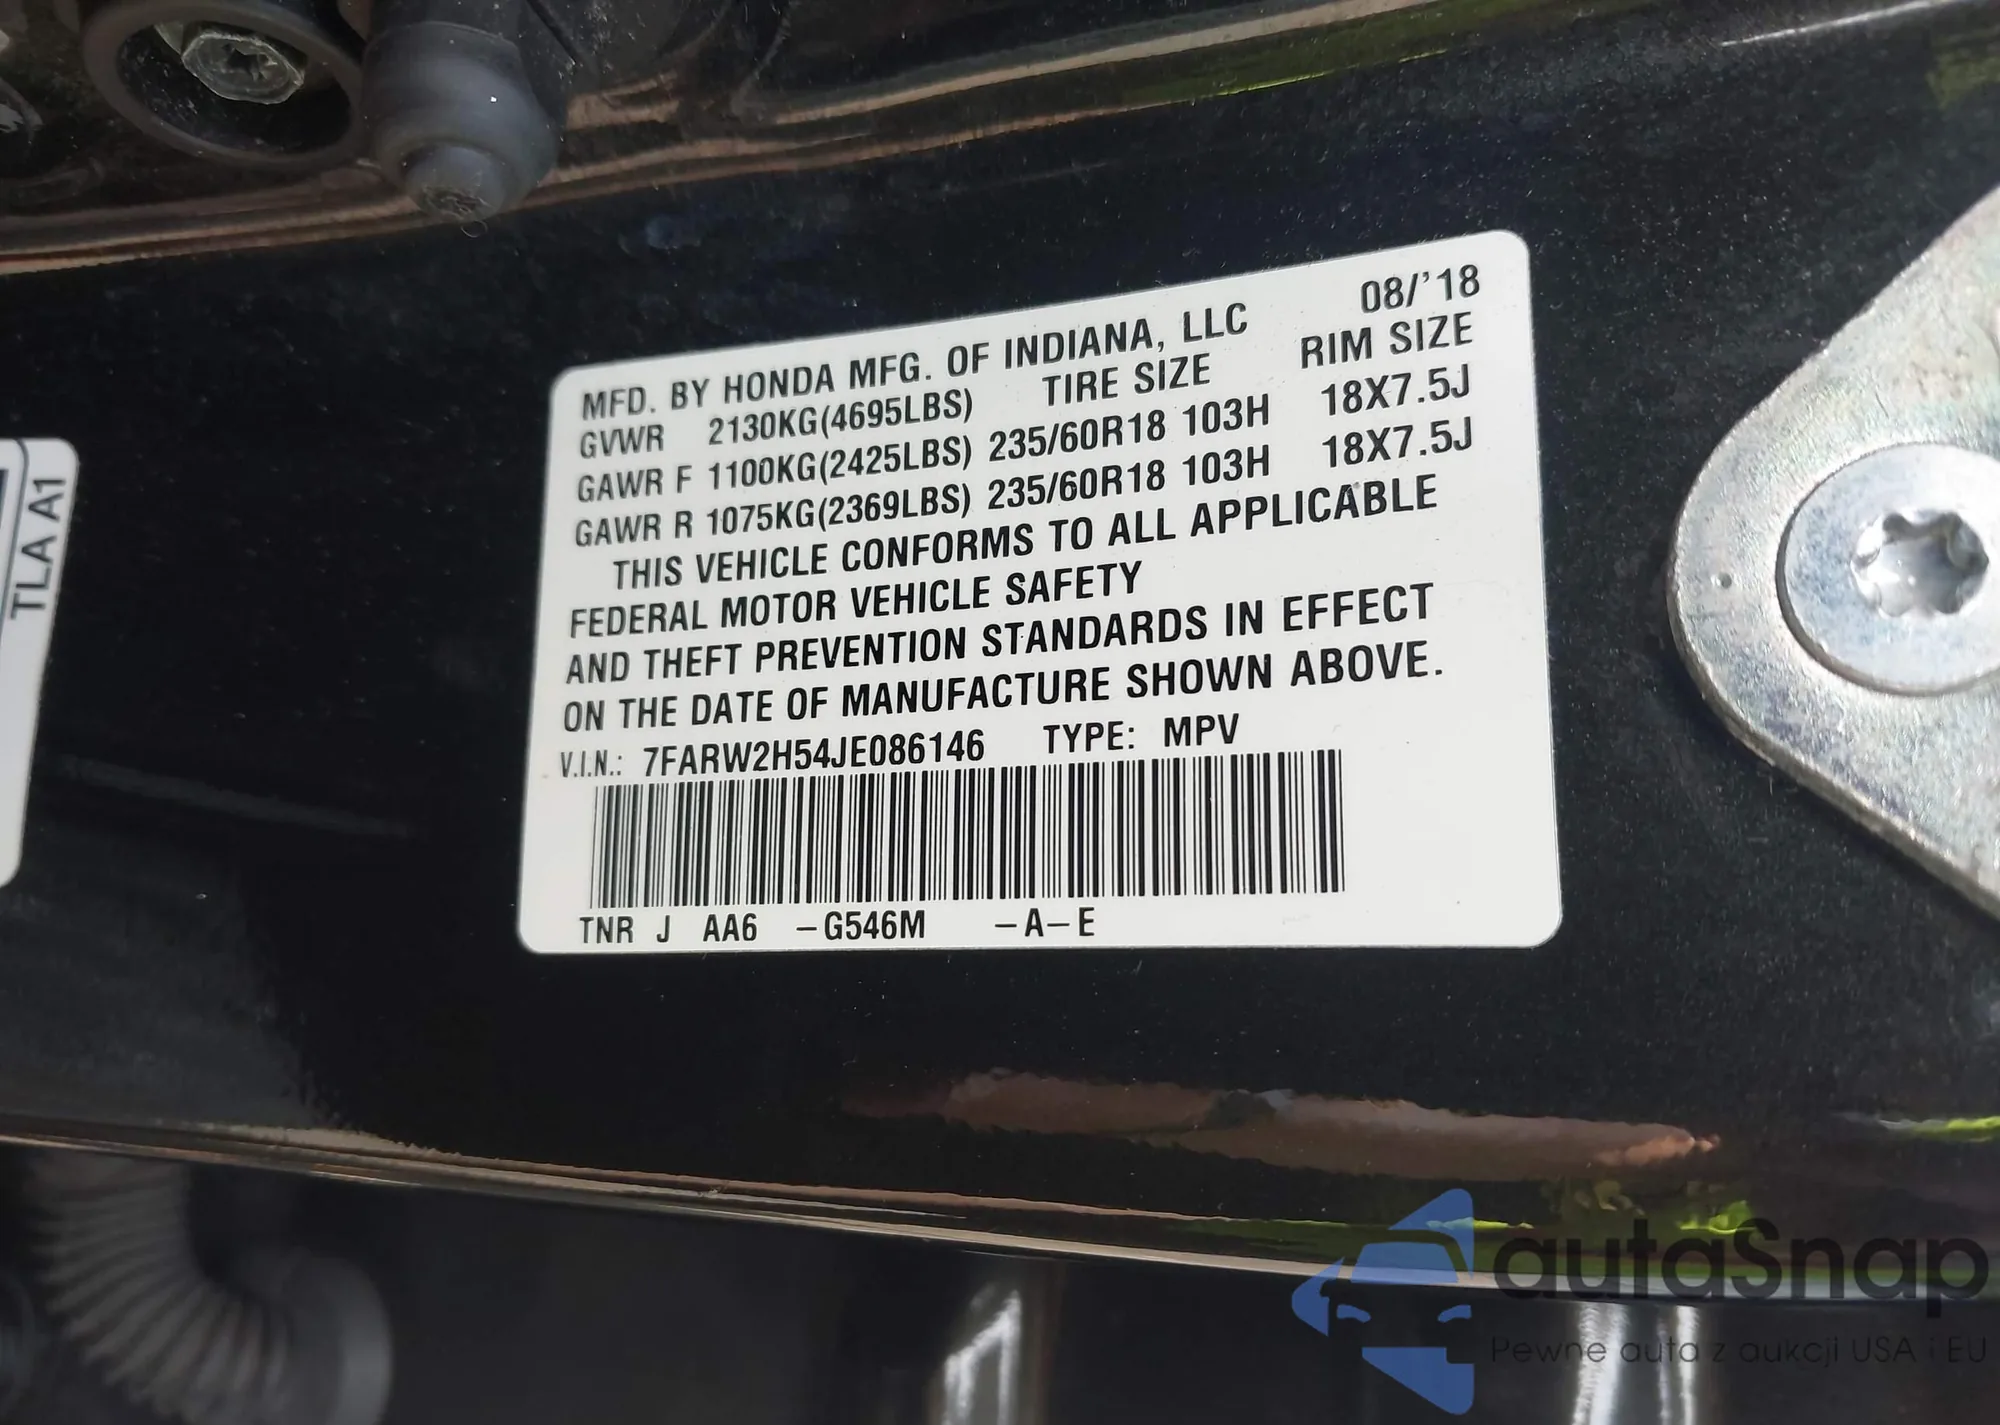 MFD. BY HONDA MFG. OF INDIANA, LLC 08/'18
GVWR 2130KG(4695LBS) TIRE SIZE RIM SIZE
GAWR F 1100KG(2425LBS) 235/60R18 103H 18X7.5J
GAWR R 1075KG(2369LBS) 235/60R18 103H 18X7.5J
THIS VEHICLE CONFORMS TO ALL APPLICABLE
FEDERAL MOTOR VEHICLE SAFETY
AND THEFT PREVENTION STANDARDS IN EFFECT
ON THE DATE OF MANUFACTURE SHOWN ABOVE.
V.I.N.: 7FARW2H54JE086146 TYPE: MPV
TNR J AA6 -G546M -A-E
TLA A1
autaSnap
Pewne auta z aukcji USA i EU